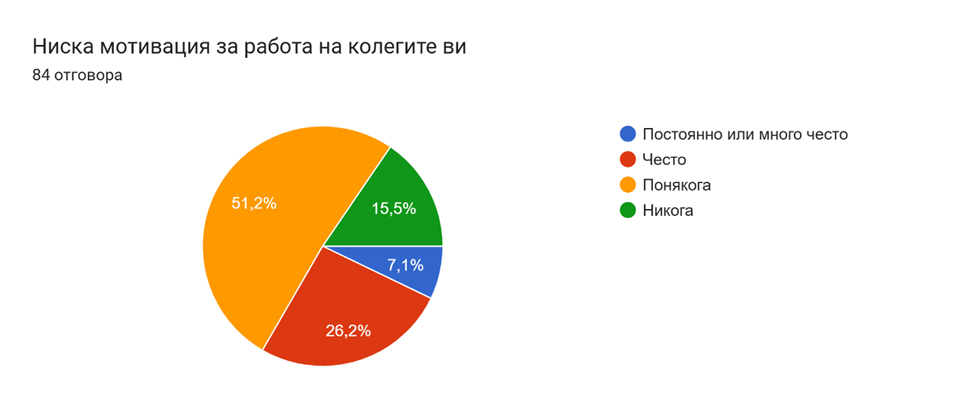 Ниска мотивация за работа на колегите ви
84 отговора
51,2%
15,5%
7,1%
26,2%
Постоянно или много често
Често
Понякога
Никога